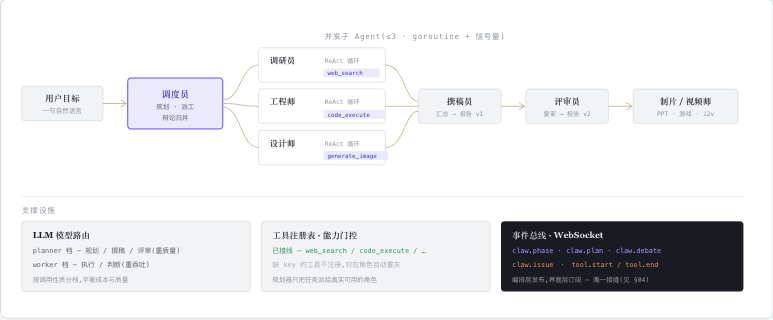 并发子 Agent(≤3 · goroutine + 信号量)
用户目标
一句自然语言
调度员
规划 · 派工
辩论归并
调研员
ReAct 循环
web_search
工程师
ReAct 循环
code_execute
设计师
ReAct 循环
generate_image
撰稿员
汇总 → 报告 v1
评审员
复审 → 报告 v2
制片 / 视频师
PPT · 游戏 · i2v
支撑设施
LLM 模型路由
planner 档 — 规划 / 撰稿 / 评审(重质量)
worker 档 — 执行 / 判断(重吞吐)
按调用性质分档,平衡成本与质量
工具注册表 · 能力门控
已接线 — web_search / code_execute / …
缺 key 的工具不注册,对应角色自动置灰
规划器只把任务派给真实可用的角色
事件总线 · WebSocket
claw.phase · claw.plan · claw.debate
claw.issue · tool.start / tool.end
编排层发布,界面层订阅 — 唯一接缝(见 §04)